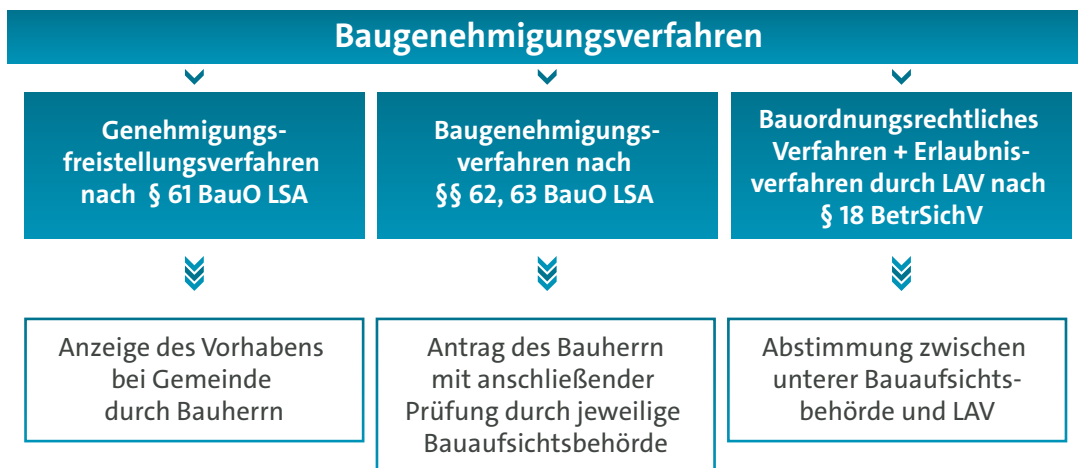 Baugenehmigungsverfahren
Genehmigungs-
freistellungsverfahren
nach § 61 BauO LSA
Baugenehmigungs-
verfahren nach
§§ 62, 63 BauO LSA
Bauordnungsrechtliches
Verfahren + Erlaubnis-
verfahren durch LAV nach
§ 18 BetrSichV
Anzeige des Vorhabens
bei Gemeinde
durch Bauherrn
Antrag des Bauherrn
mit anschließender
Prüfung durch jeweilige
Bauaufsichtsbehörde
Abstimmung zwischen
unterer Bauaufsichts-
behörde und LAV